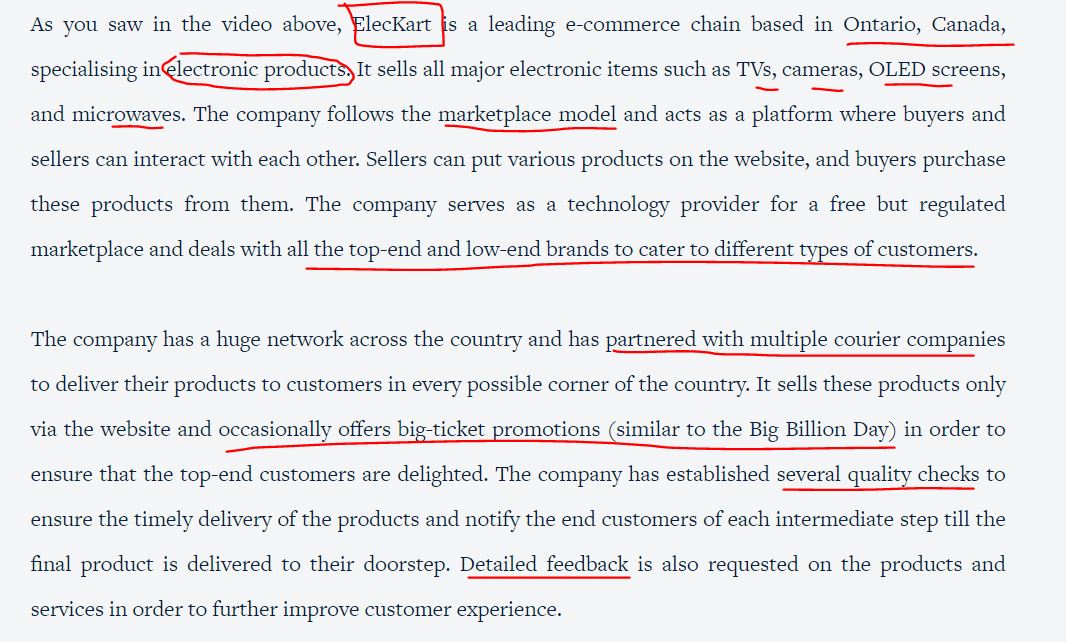 As you saw in the video above, ElecKart is a leading e-commerce chain based in Ontario, Canada,
specialising in electronic products. It sells all major electronic items such as TVs, cameras, OLED screens,
and microwaves. The company follows the marketplace model and acts as a platform where buyers and
sellers can interact with each other. Sellers can put various products on the website, and buyers purchase
these products from them. The company serves as a technology provider for a free but regulated
marketplace and deals with all the top-end and low-end brands to cater to different types of customers.
The company has a huge network across the country and has partnered with multiple courier companies
to deliver their products to customers in every possible corner of the country. It sells these products only
via the website and occasionally offers big-ticket promotions (similar to the Big Billion Day) in order to
ensure that the top-end customers are delighted. The company has established several quality checks to
ensure the timely delivery of the products and notify the end customers of each intermediate step till the
final product is delivered to their doorstep. Detailed feedback is also requested on the products and
services in order to further improve customer experience.